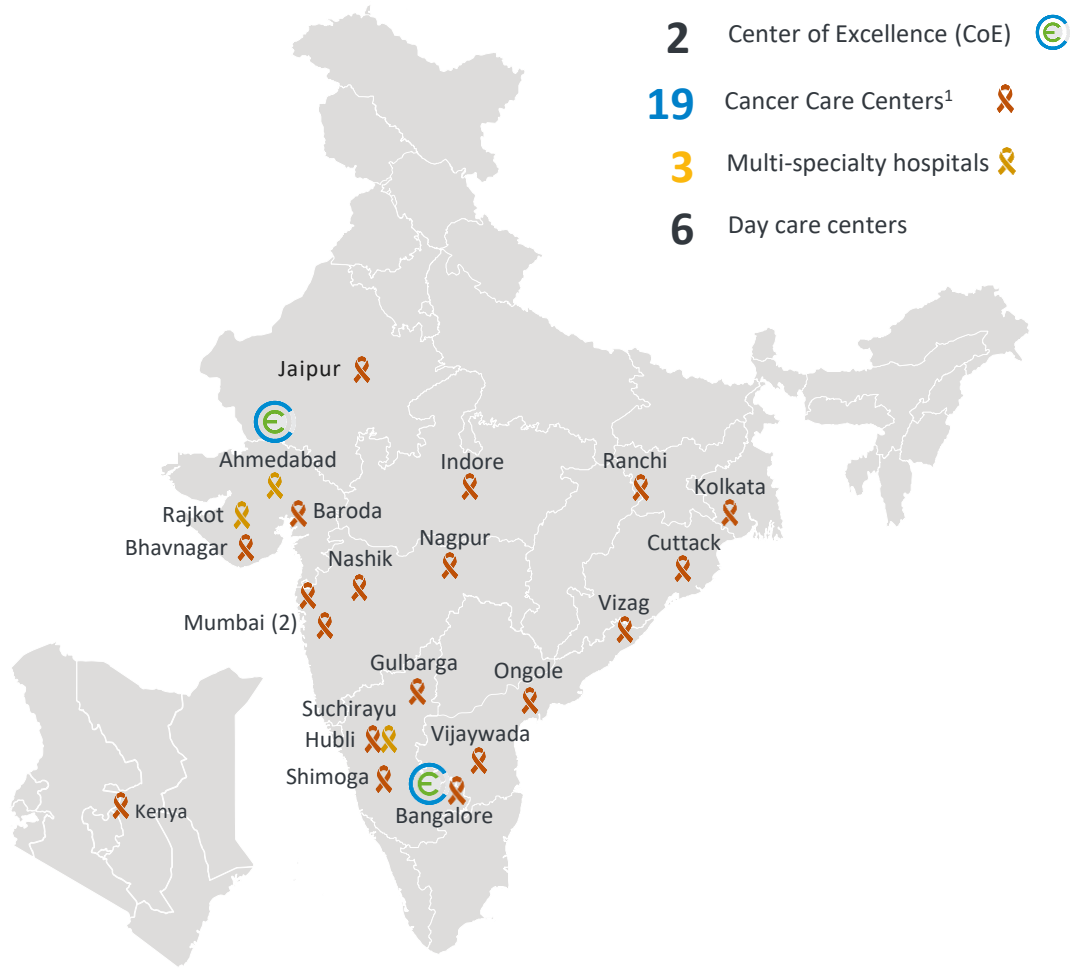 2 Center of Excellence (CoE)
19 Cancer Care Centers¹
3 Multi-specialty hospitals
6 Day care centers
Jaipur
Ahmedabad
Indore
Ranchi
Kolkata
Rajkot
Baroda
Bhavnagar
Nagpur
Cuttack
Nashik
Mumbai (2)
Vizag
Gulbarga
Ongole
Suchirayu
Hubli
Vijaywada
Shimoga
Bangalore
Kenya